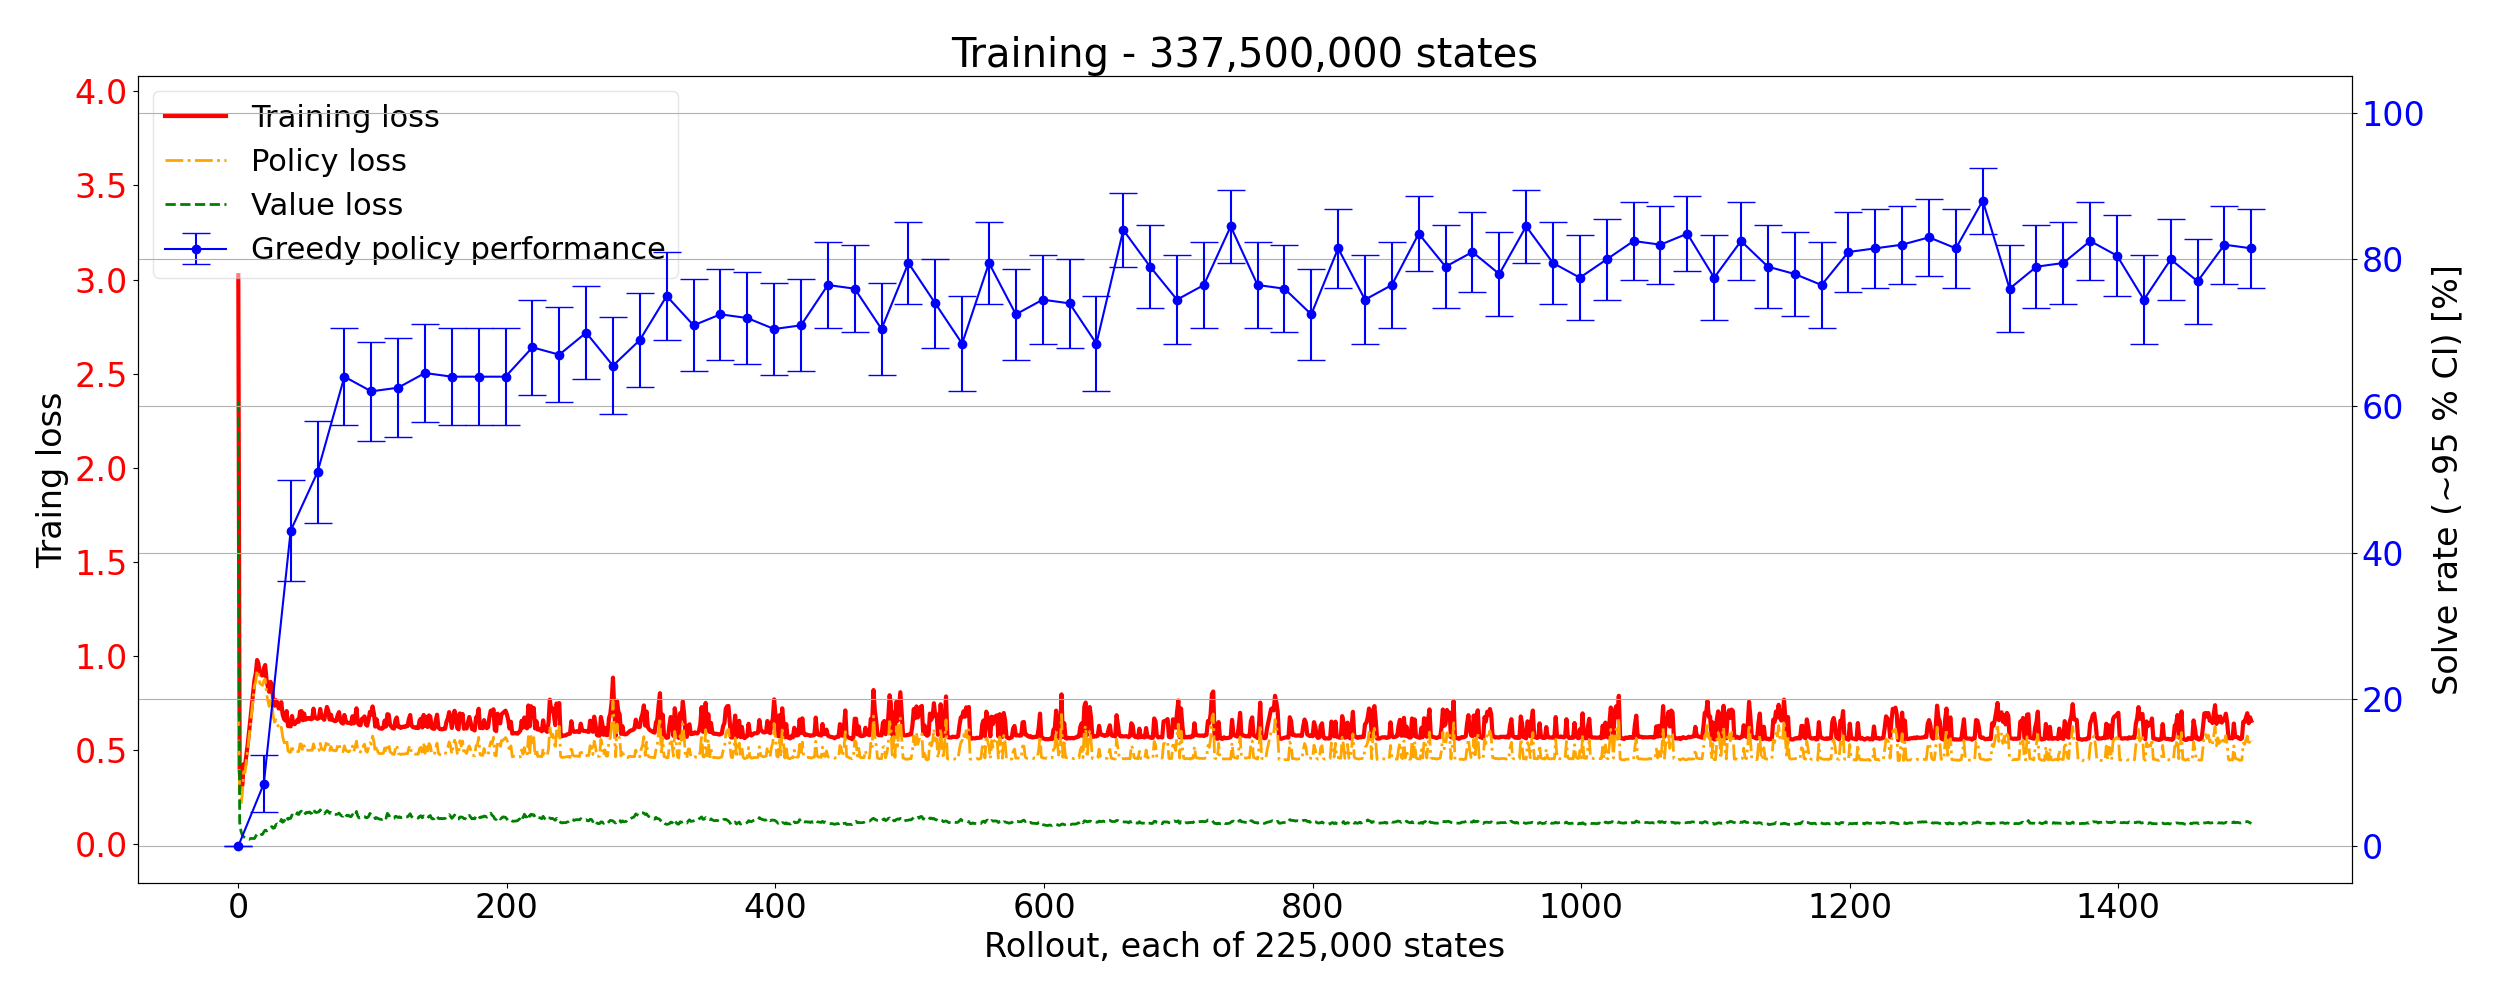 Training - 337,500,000 states
4.0
3.5
3.0
2.5
2.0
1.5
1.0
0.5
0.0
Traing loss
Training loss
Policy loss
Value loss
Greedy policy performance
100
80
60
40
20
0
Solve rate (~95 % CI) [%]
0 200 400 600 800 1000 1200 1400
Rollout, each of 225,000 states